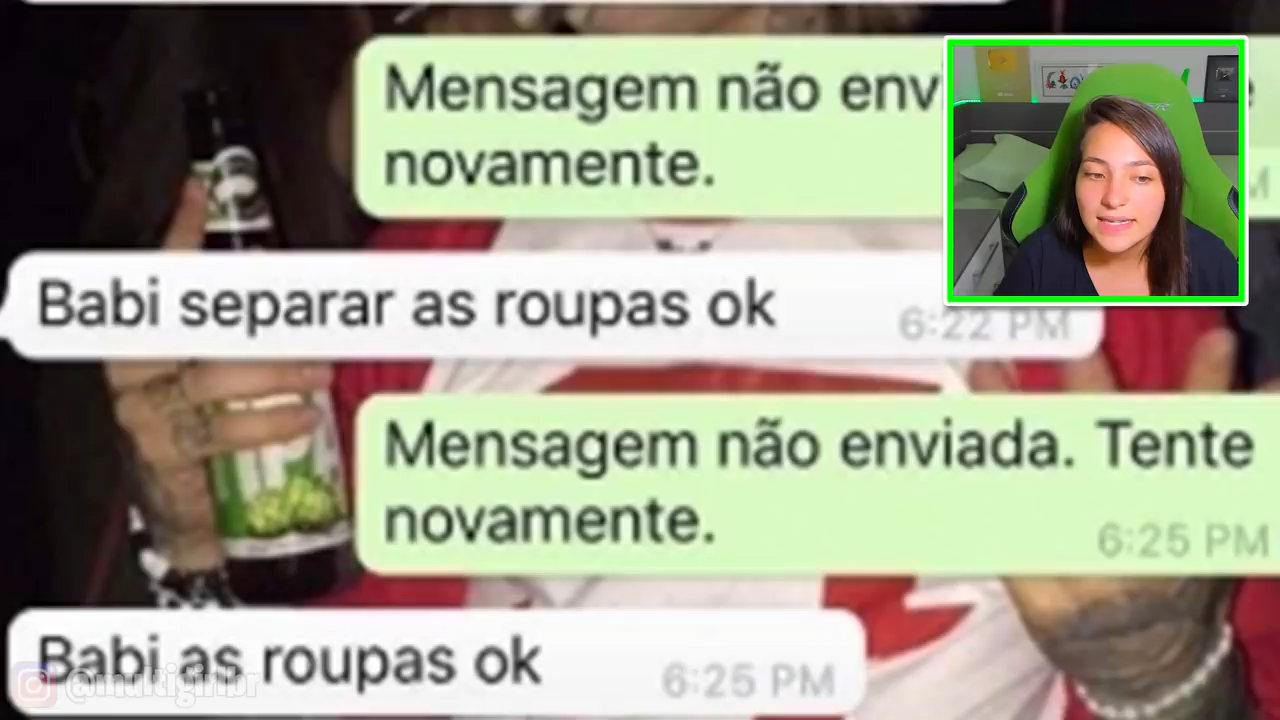 Mensagem não env
novamente.
Babi separar as roupas ok
6:22 PM
Mensagem não enviada. Tente
novamente.
6:25 PM
Babi as roupas ok
6:25 PM
@multigirlbr